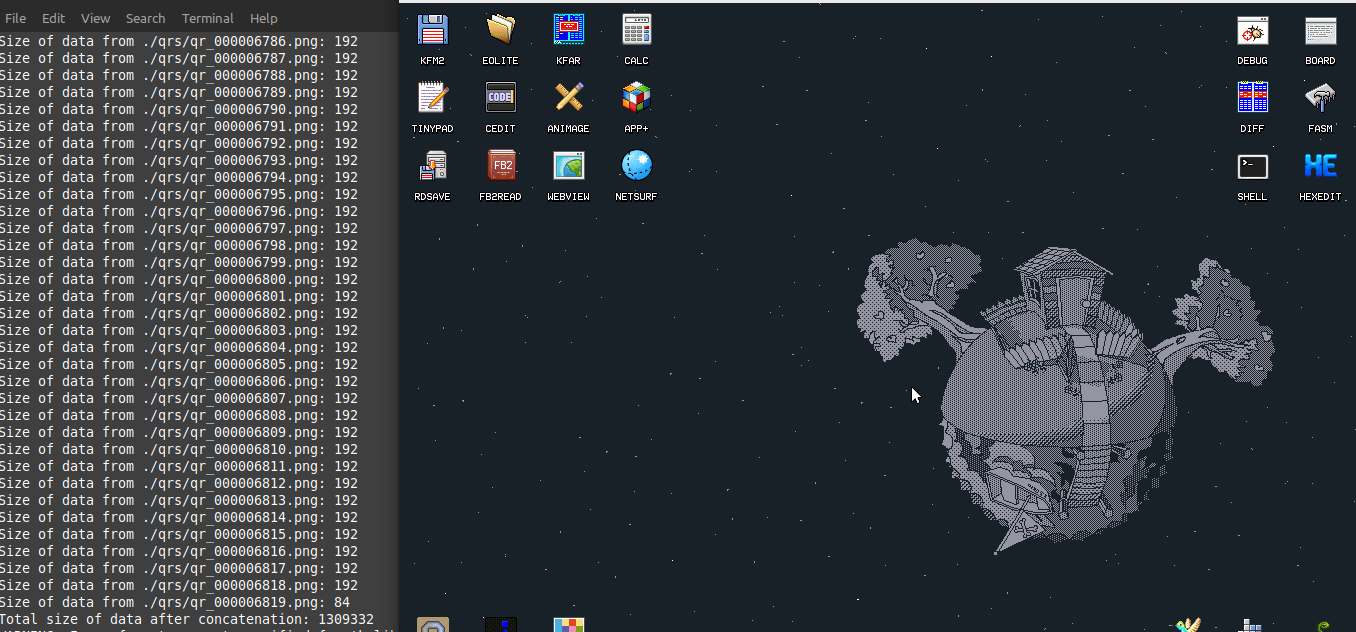 File Edit View Search Terminal Help
Size of data from ./qrs/qr_000006786.png: 192
Size of data from ./qrs/qr_000006787.png: 192
Size of data from ./qrs/qr_000006788.png: 192
Size of data from ./qrs/qr_000006789.png: 192
Size of data from ./qrs/qr_000006790.png: 192
Size of data from ./qrs/qr_000006791.png: 192
Size of data from ./qrs/qr_000006792.png: 192
Size of data from ./qrs/qr_000006793.png: 192
Size of data from ./qrs/qr_000006794.png: 192
Size of data from ./qrs/qr_000006795.png: 192
Size of data from ./qrs/qr_000006796.png: 192
Size of data from ./qrs/qr_000006797.png: 192
Size of data from ./qrs/qr_000006798.png: 192
Size of data from ./qrs/qr_000006799.png: 192
Size of data from ./qrs/qr_000006800.png: 192
Size of data from ./qrs/qr_000006801.png: 192
Size of data from ./qrs/qr_000006802.png: 192
Size of data from ./qrs/qr_000006803.png: 192
Size of data from ./qrs/qr_000006804.png: 192
Size of data from ./qrs/qr_000006805.png: 192
Size of data from ./qrs/qr_000006806.png: 192
Size of data from ./qrs/qr_000006807.png: 192
Size of data from ./qrs/qr_000006808.png: 192
Size of data from ./qrs/qr_000006809.png: 192
Size of data from ./qrs/qr_000006810.png: 192
Size of data from ./qrs/qr_000006811.png: 192
Size of data from ./qrs/qr_000006812.png: 192
Size of data from ./qrs/qr_000006813.png: 192
Size of data from ./qrs/qr_000006814.png: 192
Size of data from ./qrs/qr_000006815.png: 192
Size of data from ./qrs/qr_000006816.png: 192
Size of data from ./qrs/qr_000006817.png: 192
Size of data from ./qrs/qr_000006818.png: 192
Size of data from ./qrs/qr_000006819.png: 84
Total size of data after concatenation: 1309332
KFM2 EOLITE KFAR CALC
CODE
TINYPAD CEDIT ANIMAGE APP+
FB2
RDSAVE FB2READ WEBVIEW NETSURF
DEBUG BOARD
DIFF FASM
HE
SHELL HEXEDIT